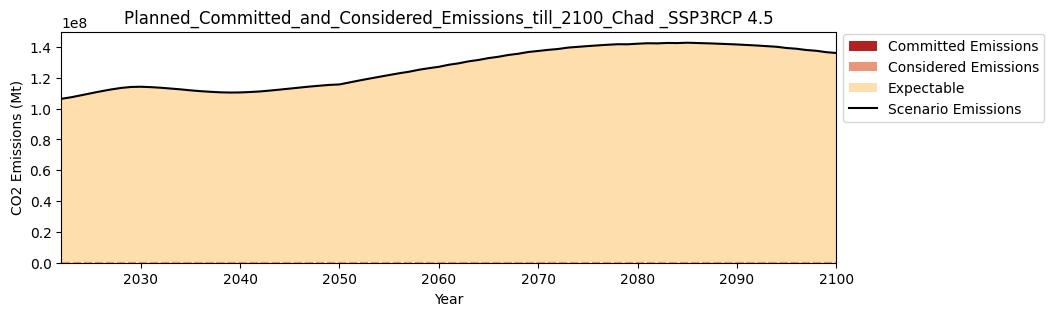 Planned_Committed_and_Considered_Emissions_till_2100_Chad _SSP3RCP 4.5
1e8
1.4
1.2
1.0
0.8
0.6
0.4
0.2
0.0
CO2 Emissions (Mt)
2030 2040 2050 2060 2070 2080 2090 2100
Year
Committed Emissions
Considered Emissions
Expectable
Scenario Emissions